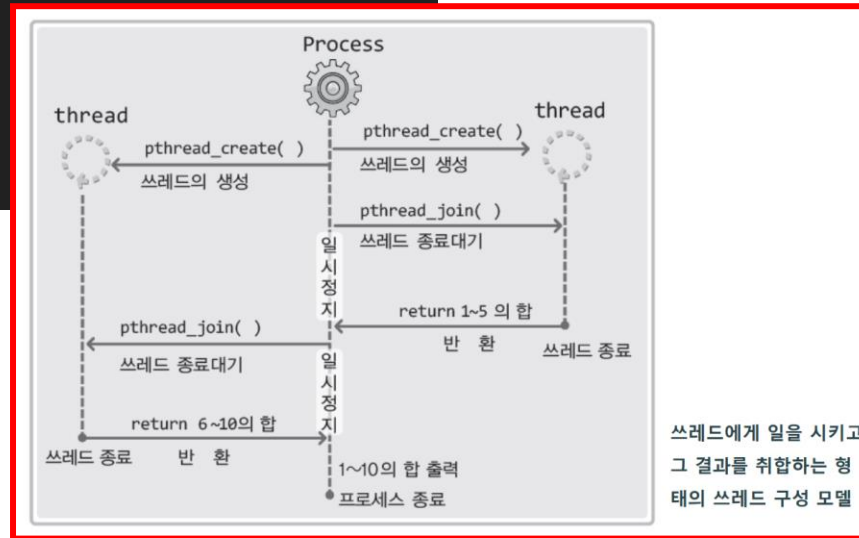 Process
thread
thread
pthread_create( )
쓰레드의 생성
pthread_create( )
쓰레드의 생성
pthread_join( )
쓰레드 종료대기
일시정지
return 1~5 의 합
반 환
쓰레드 종료
pthread_join( )
쓰레드 종료대기
일시정지
return 6~10의 합
반 환
쓰레드 종료
1~10의 합 출력
프로세스 종료
쓰레드에게 일을 시키고
그 결과를 취합하는 형
태의 쓰레드 구성 모델